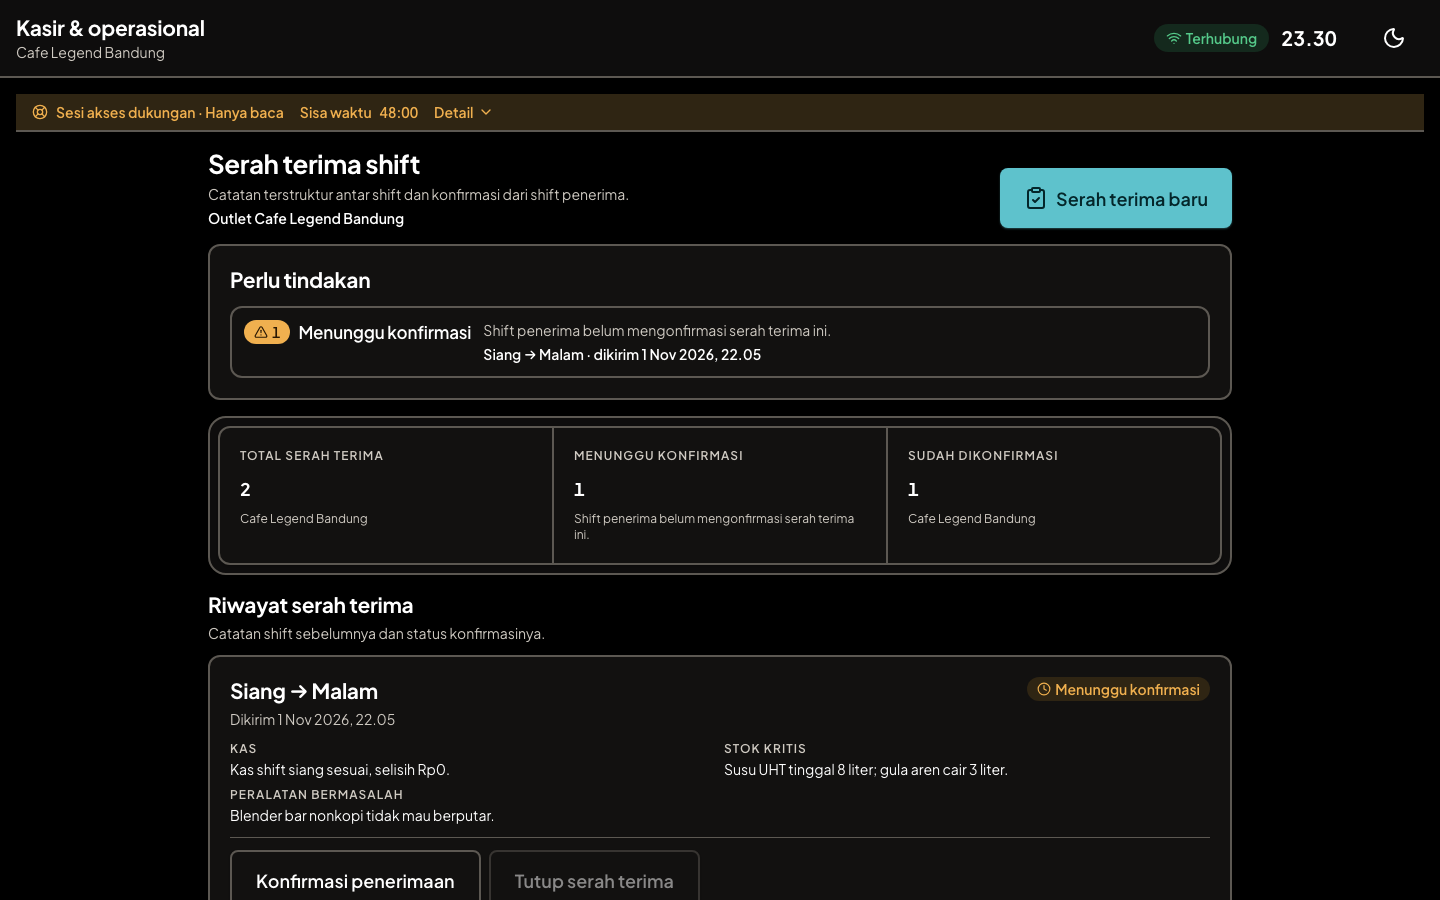 Kasir & operasional
Cafe Legend Bandung
Terhubung
23.30
Sesi akses dukungan · Hanya baca
Sisa waktu 48:00
Detail
Serah terima shift
Catatan terstruktur antar shift dan konfirmasi dari shift penerima.
Outlet Cafe Legend Bandung
Serah terima baru
Perlu tindakan
1 Menunggu konfirmasi
Shift penerima belum mengonfirmasi serah terima ini.
Siang → Malam · dikirim 1 Nov 2026, 22.05
TOTAL SERAH TERIMA
2
Cafe Legend Bandung
MENUNGGU KONFIRMASI
1
Shift penerima belum mengonfirmasi serah terima
ini.
SUDAH DIKONFIRMASI
1
Cafe Legend Bandung
Riwayat serah terima
Catatan shift sebelumnya dan status konfirmasinya.
Siang → Malam
Menunggu konfirmasi
Dikirim 1 Nov 2026, 22.05
KAS
Kas shift siang sesuai, selisih Rp0.
STOK KRITIS
Susu UHT tinggal 8 liter; gula aren cair 3 liter.
PERALATAN BERMASALAH
Blender bar nonkopi tidak mau berputar.
Konfirmasi penerimaan
Tutup serah terima